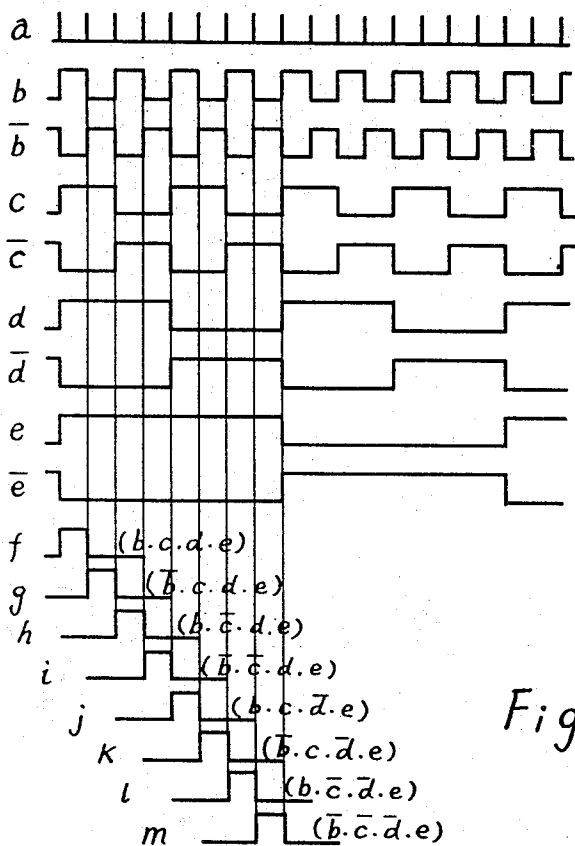 a
b
b̅
c
c̅
d
d̅
e
e̅
f (b·c·d·e)
g (b̅·c·d·e)
h (b·c̅·d·e)
i (b̅·c̅·d·e)
j (b·c·d̅·e)
k (b̅·c·d̅·e)
l (b·c̅·d̅·e)
m (b̅·c̅·d̅·e)
Fig